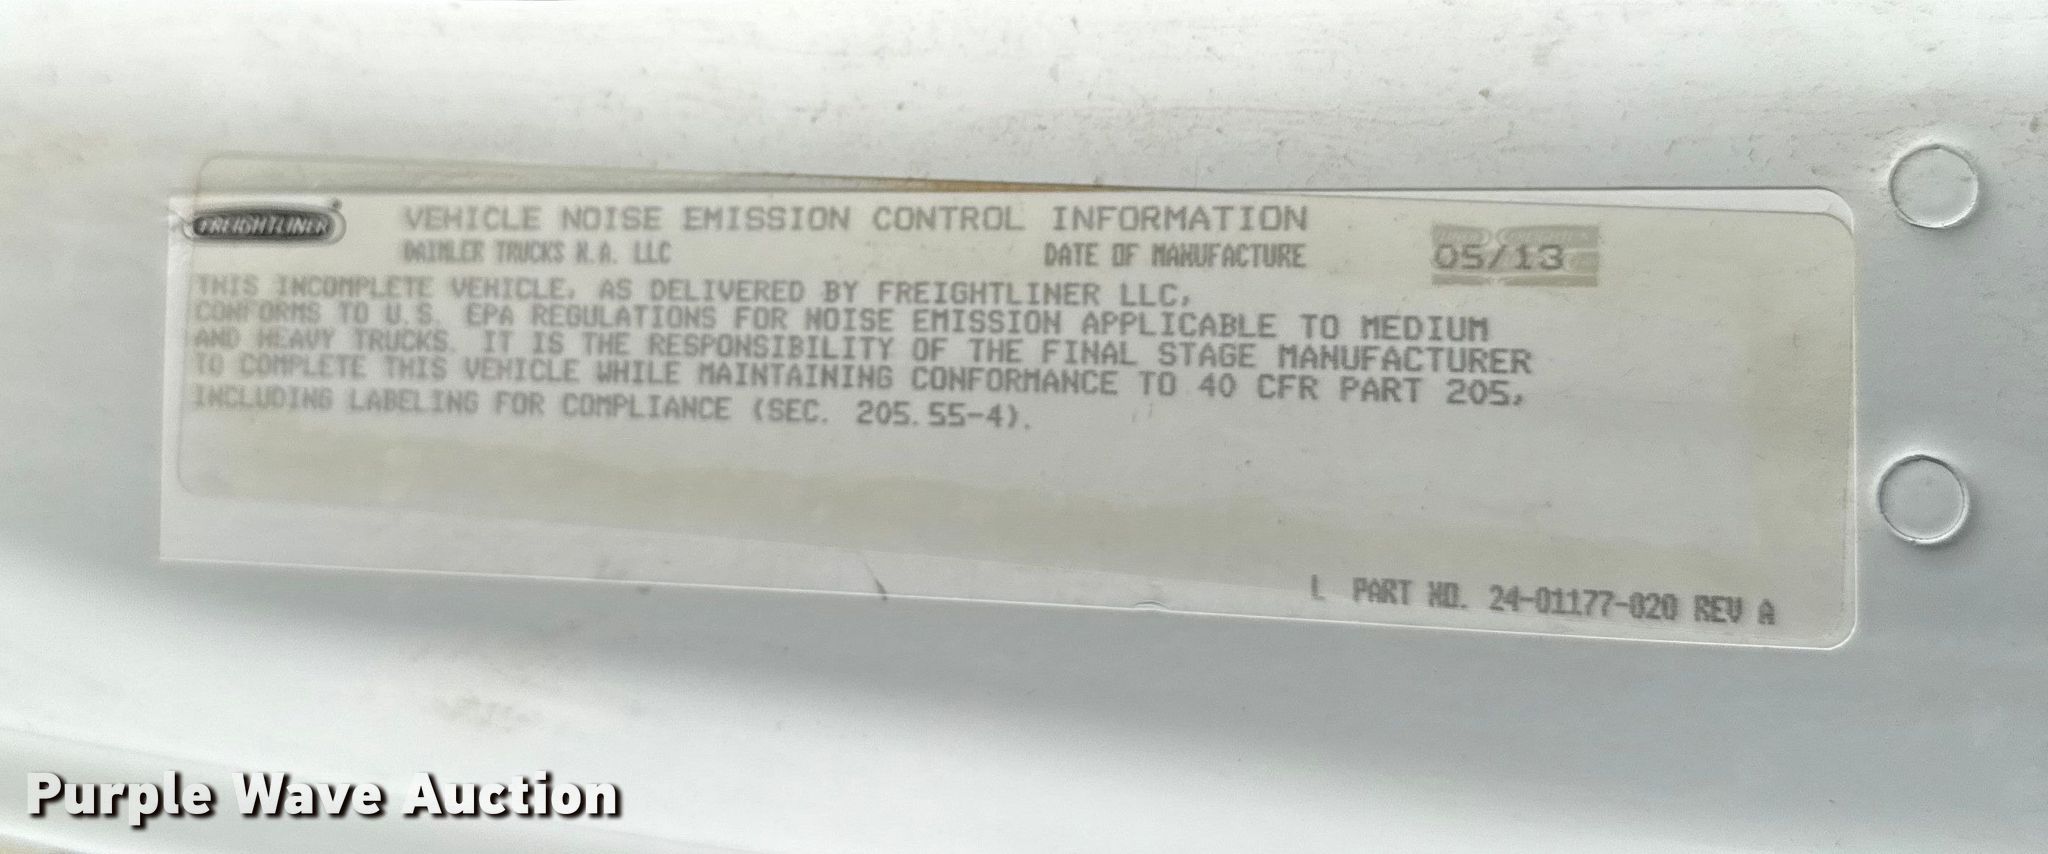 FREIGHTLINER
VEHICLE NOISE EMISSION CONTROL INFORMATION
DAIMLER TRUCKS N.A. LLC DATE OF MANUFACTURE 05/13
THIS INCOMPLETE VEHICLE, AS DELIVERED BY FREIGHTLINER LLC,
CONFORMS TO U.S. EPA REGULATIONS FOR NOISE EMISSION APPLICABLE TO MEDIUM
AND HEAVY TRUCKS. IT IS THE RESPONSIBILITY OF THE FINAL STAGE MANUFACTURER
TO COMPLETE THIS VEHICLE WHILE MAINTAINING CONFORMANCE TO 40 CFR PART 205,
INCLUDING LABELING FOR COMPLIANCE (SEC. 205.55-4).
L PART NO. 24-01177-020 REV A
Purple Wave Auction